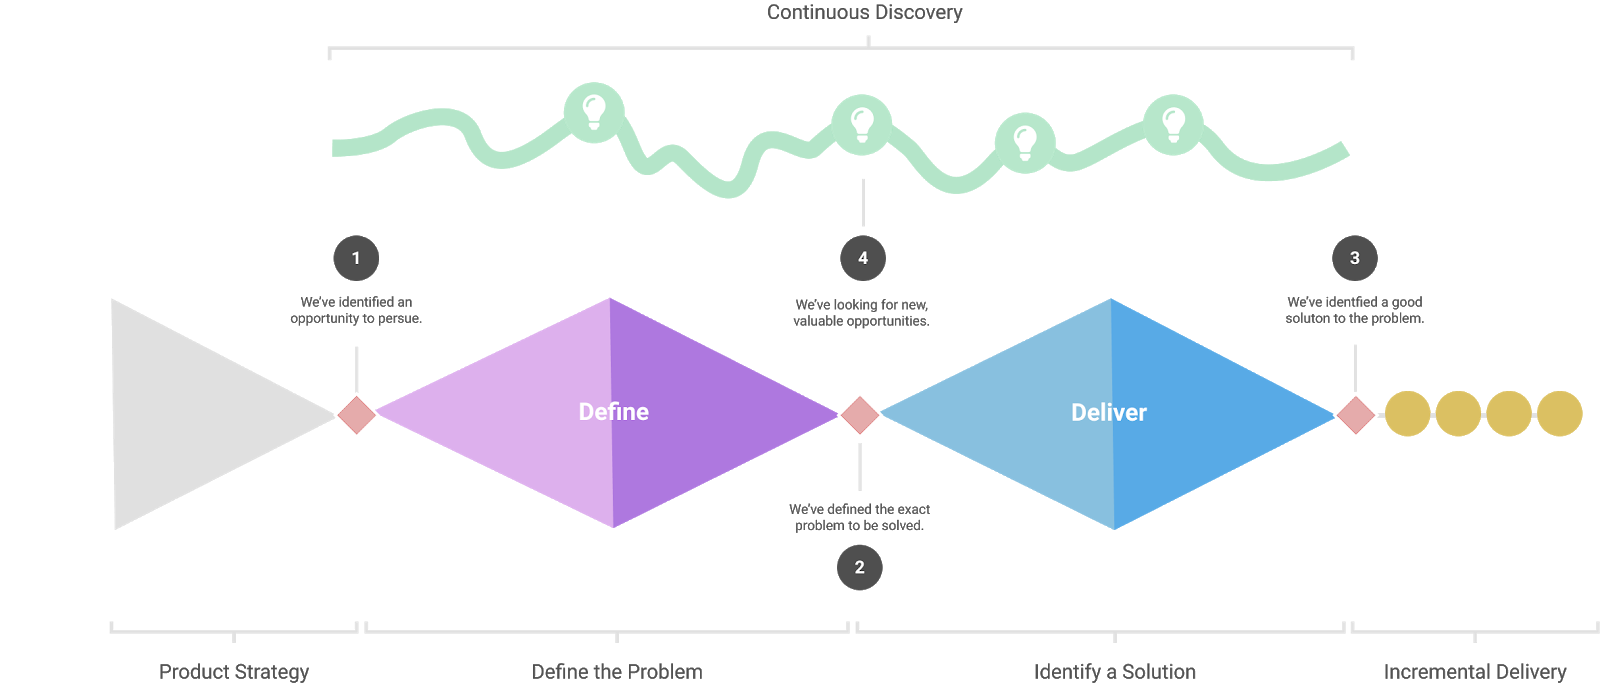 Continuous Discovery
1
We've identified an
opportunity to persue.
4
We've looking for new,
valuable opportunities.
3
We've identfied a good
soluton to the problem.
Define
Deliver
We've defined the exact
problem to be solved.
2
Product Strategy
Define the Problem
Identify a Solution
Incremental Delivery